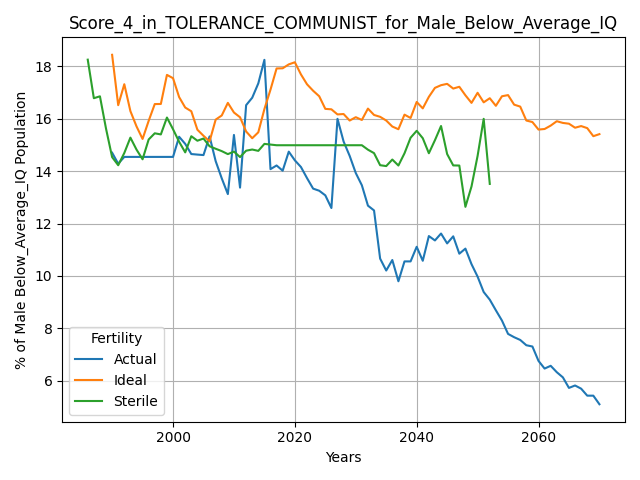 Score_4_in_TOLERANCE_COMMUNIST_for_Male_Below_Average_IQ
% of Male Below_Average_IQ Population
18
16
14
12
10
8
6
Fertility
Actual
Ideal
Sterile
2000
2020
2040
2060
Years